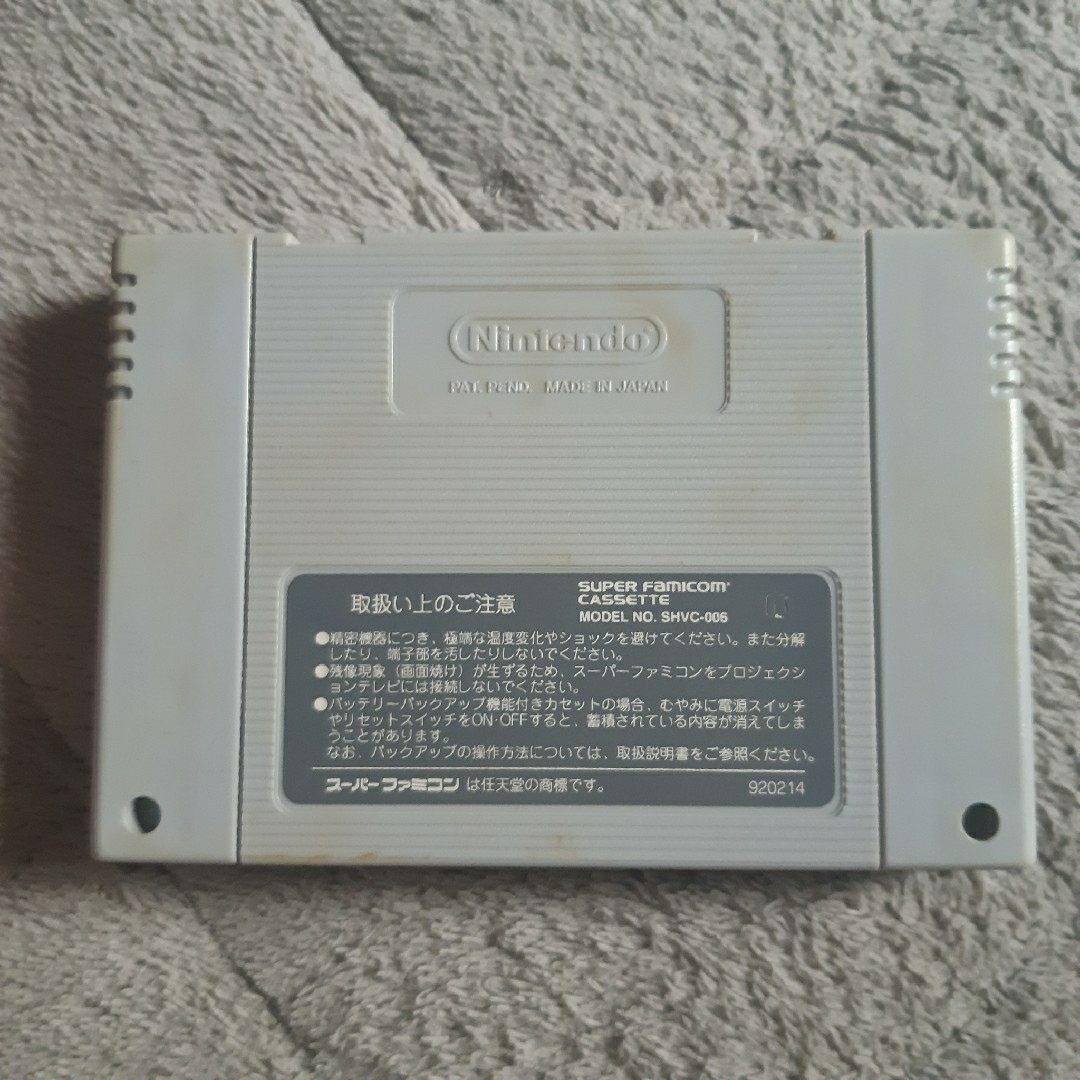 Nintendo
PAT. PEND. MADE IN JAPAN
取扱い上のご注意
SUPER FAMICOM
CASSETTE
MODEL NO. SHVC-006
●精密機器につき、極端な温度変化やショックを避けてください。また分解
したり、端子部を汚したりしないでください。
●残像現象（画面焼け）が生ずるため、スーパーファミコンをプロジェクシ
ョンテレビには接続しないでください。
●バッテリーバックアップ機能付きカセットの場合、むやみに電源スイッチ
やリセットスイッチをON・OFFすると、蓄積されている内容が消えてしま
うことがあります。
なお、バックアップの操作方法については、取扱説明書をご参照ください。
スーパーファミコンは任天堂の商標です。
920214